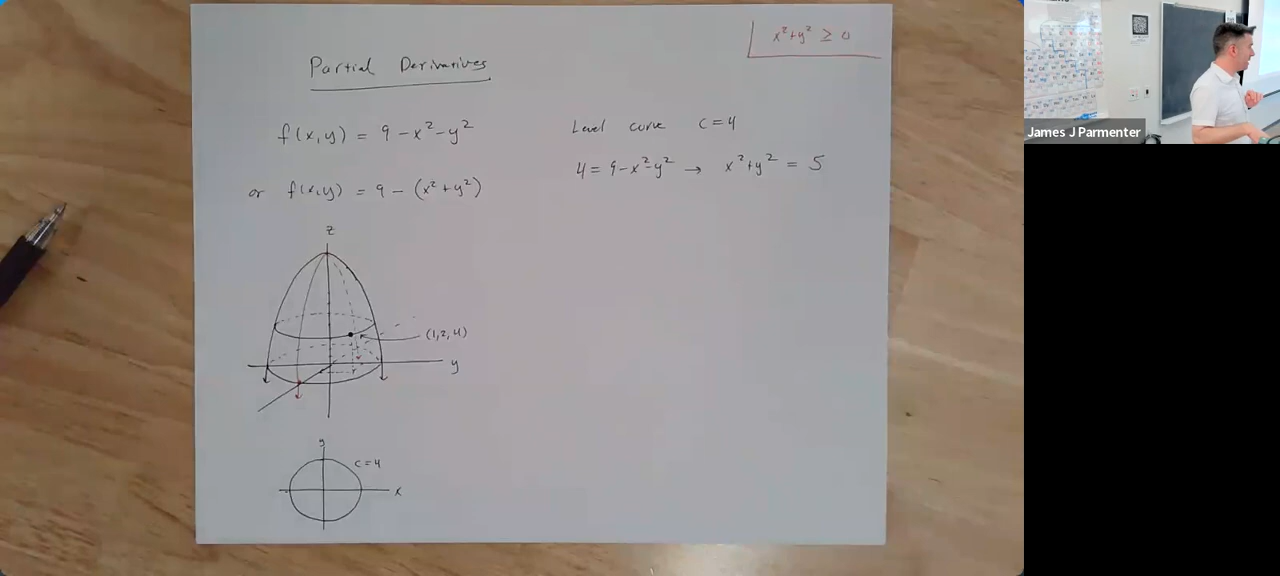 x² + y² ≥ 0
Partial Derivatives
f(x,y) = 9 - x² - y²
or f(x,y) = 9 - (x² + y²)
Level curve c = 4
4 = 9 - x² - y² → x² + y² = 5
z
(1,2,4)
y
y
c = 4
x
James J Parmenter